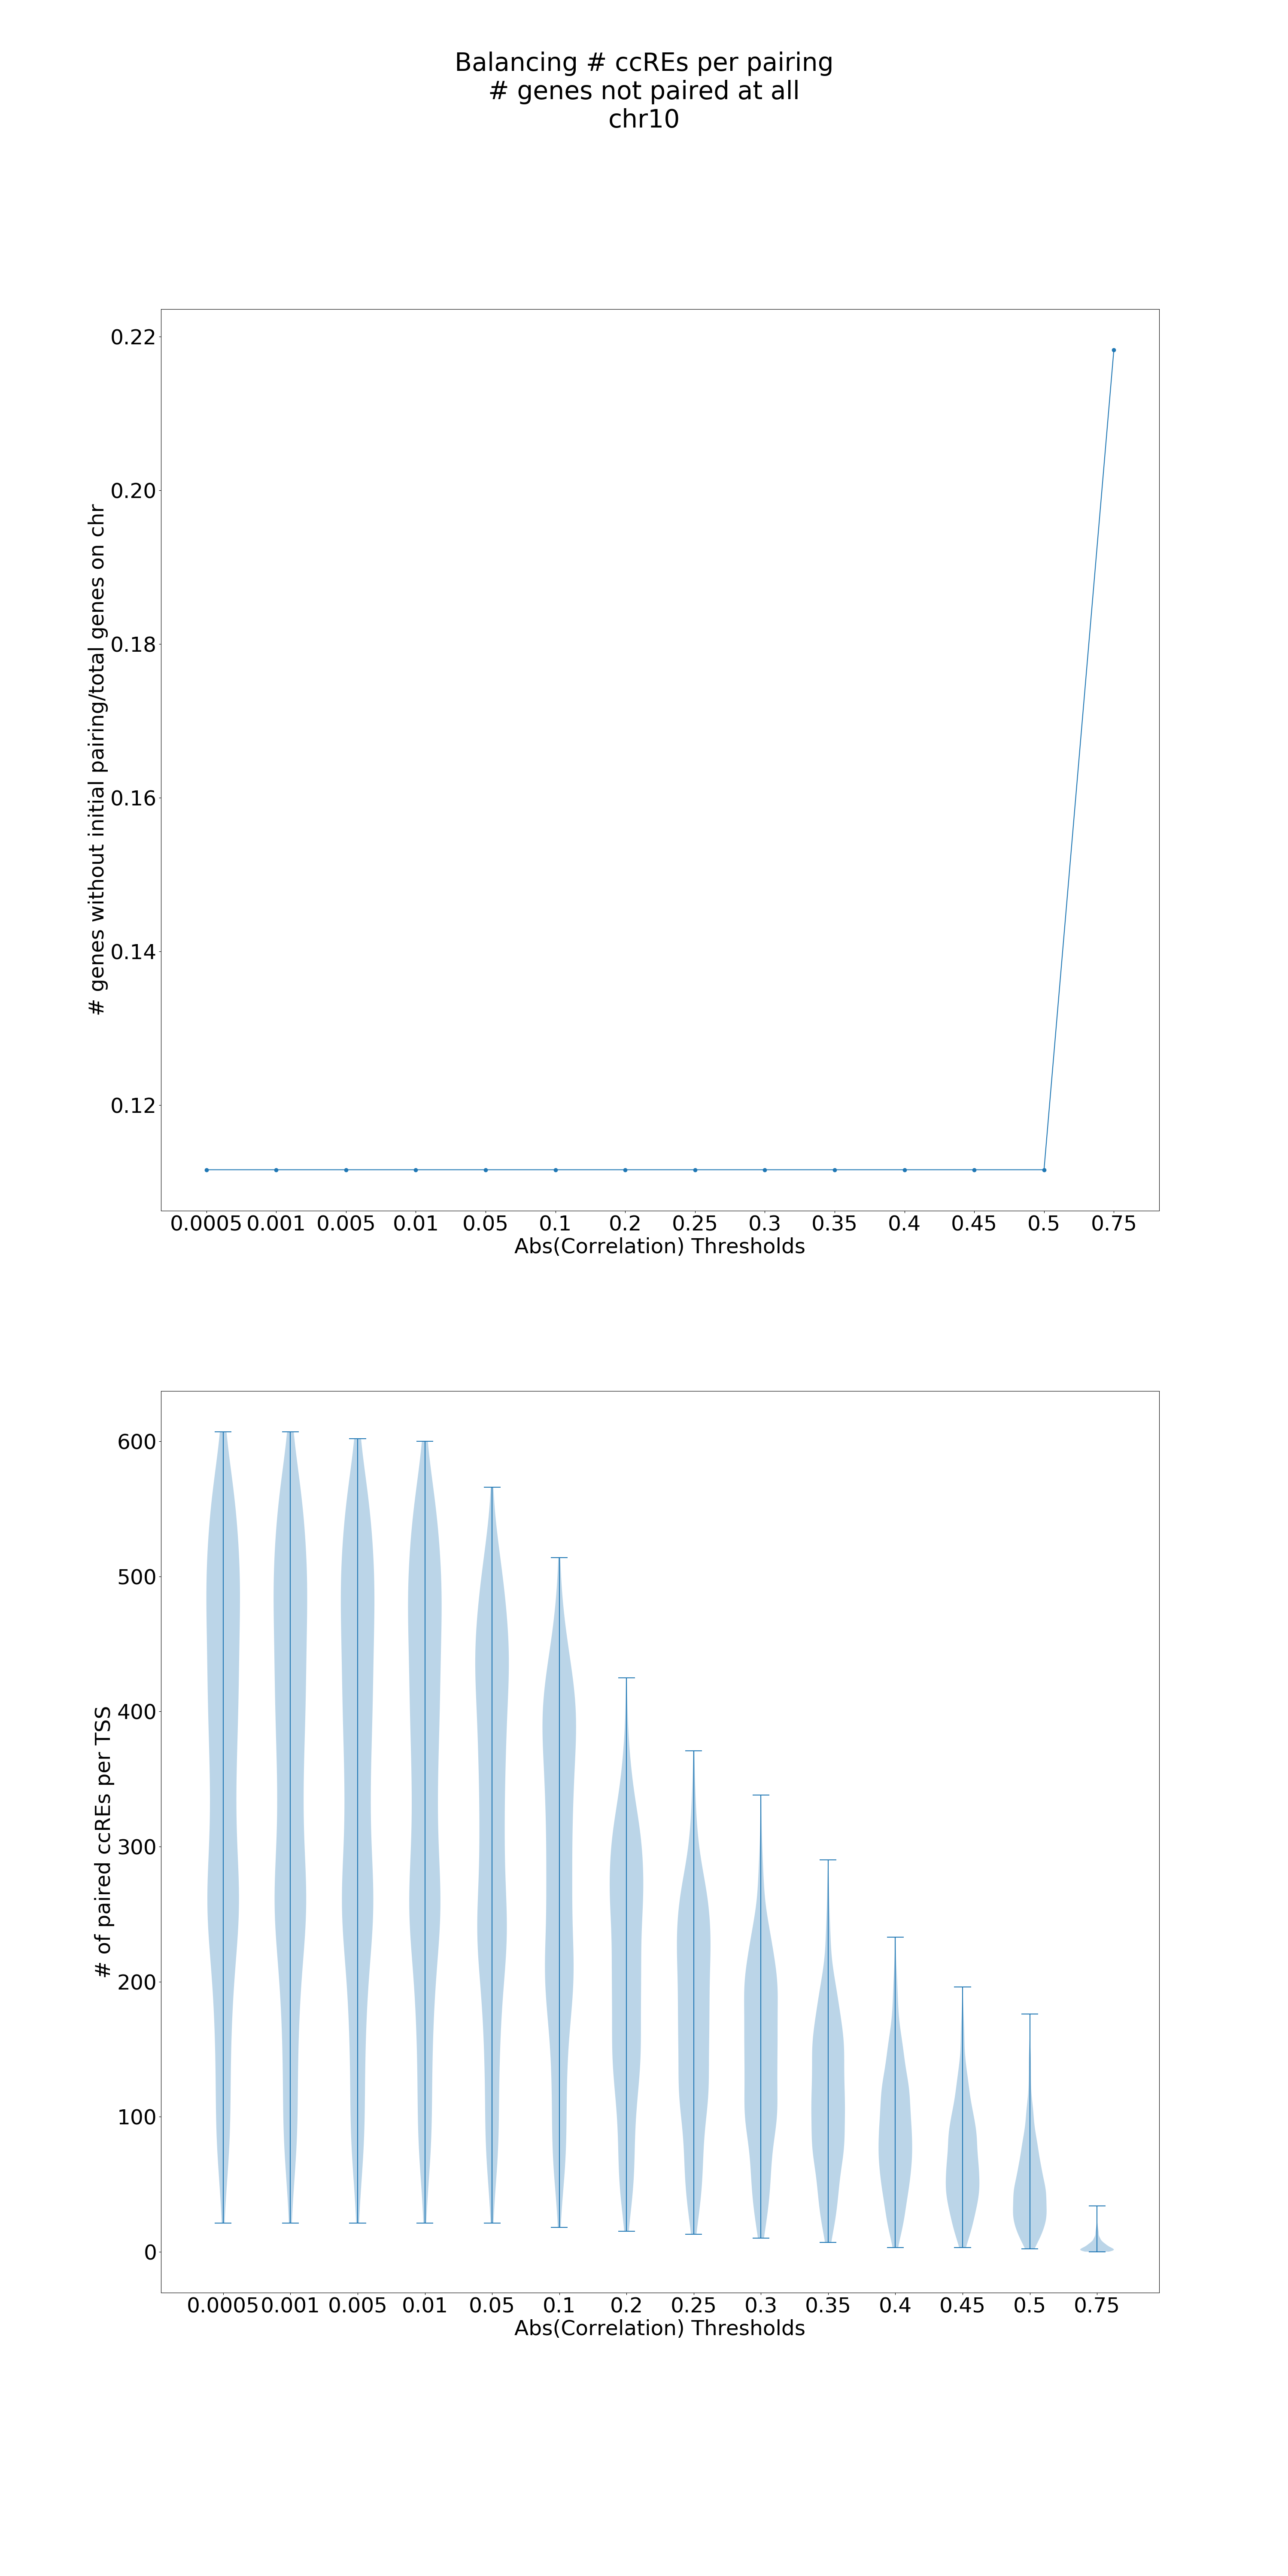 Balancing # ccREs per pairing
# genes not paired at all
chr10
0.22
0.20
0.18
0.16
0.14
0.12
# genes without initial pairing/total genes on chr
0.0005 0.001 0.005 0.01 0.05 0.1 0.2 0.25 0.3 0.35 0.4 0.45 0.5 0.75
Abs(Correlation) Thresholds
600
500
400
300
200
100
0
# of paired ccREs per TSS
0.0005 0.001 0.005 0.01 0.05 0.1 0.2 0.25 0.3 0.35 0.4 0.45 0.5 0.75
Abs(Correlation) Thresholds